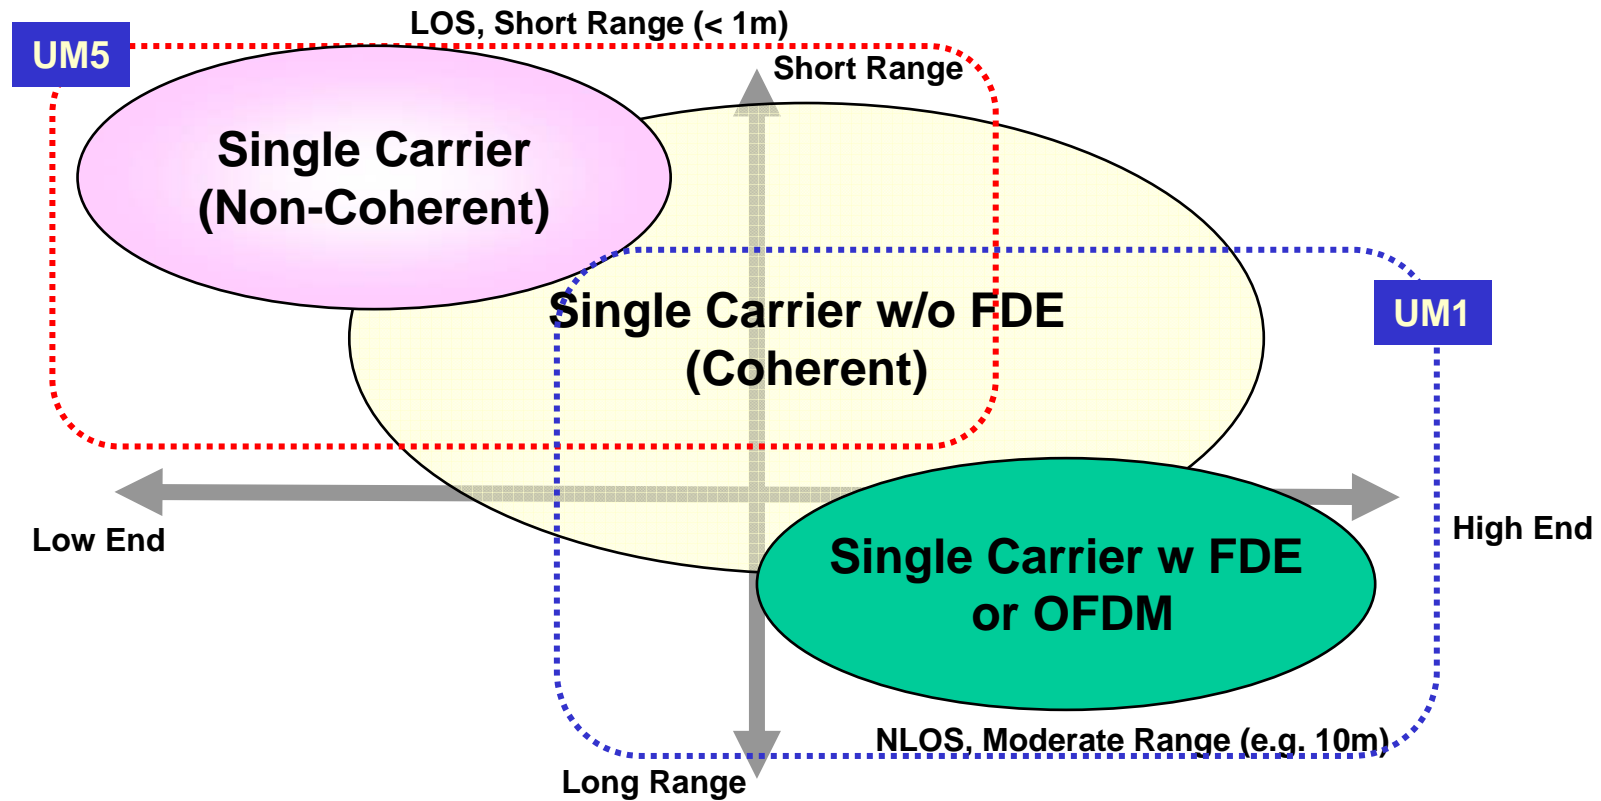 LOS, Short Range (< 1m)
UM5
Short Range
Single Carrier
(Non-Coherent)
Single Carrier w/o FDE
(Coherent)
UM1
Low End
High End
Single Carrier w FDE
or OFDM
NLOS, Moderate Range (e.g. 10m)
Long Range